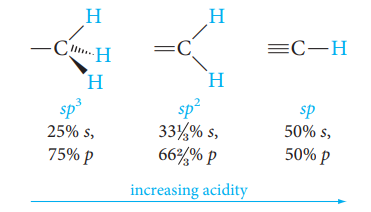 H H
—C H =C ≡C—H
H H
sp³ sp² sp
25% s, 33⅓% s, 50% s,
75% p 66⅔% p 50% p
increasing acidity